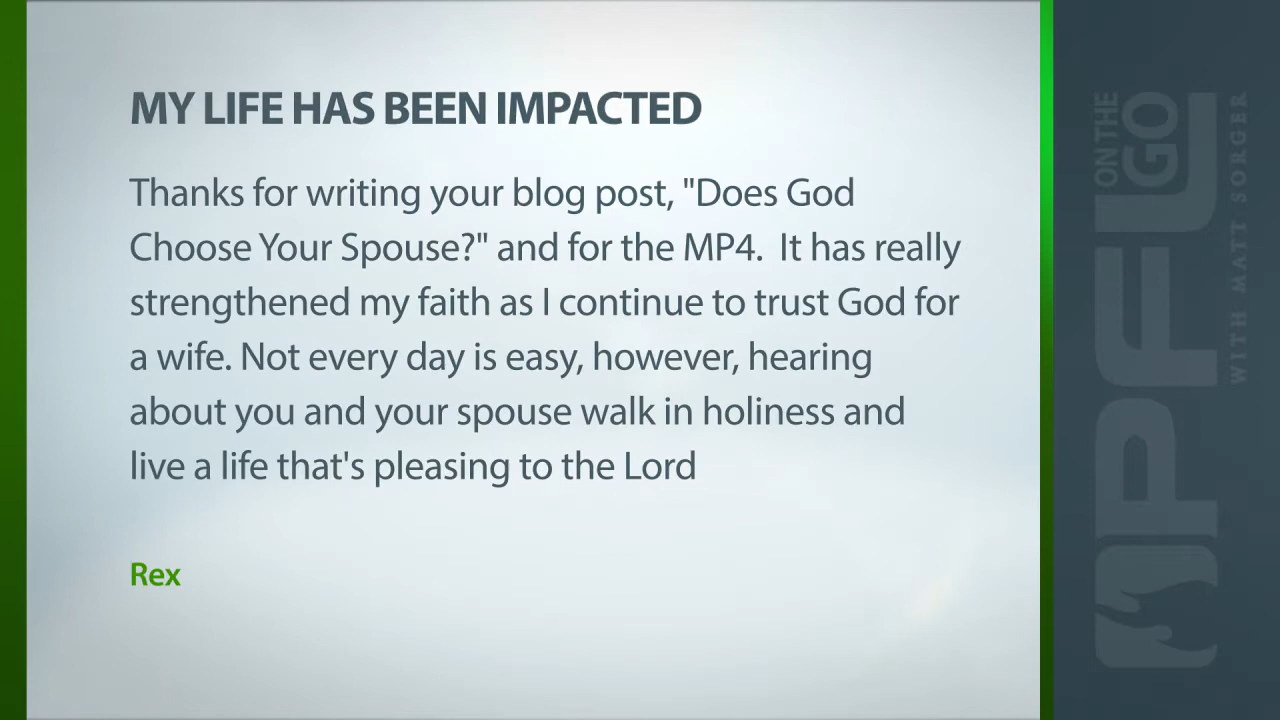 MY LIFE HAS BEEN IMPACTED
Thanks for writing your blog post, "Does God
Choose Your Spouse?" and for the MP4.  It has really
strengthened my faith as I continue to trust God for
a wife. Not every day is easy, however, hearing
about you and your spouse walk in holiness and
live a life that's pleasing to the Lord
Rex
PFL
ON THE
GO
WITH MATT SORGER